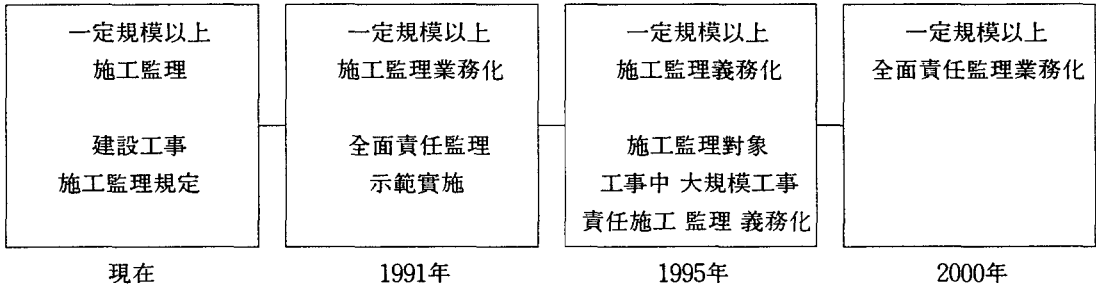 一定規模以上
施工監理
建設工事
施工監理規定
現在
一定規模以上
施工監理業務化
全面責任監理
示範實施
1991年
一定規模以上
施工監理義務化
施工監理對象
工事中 大規模工事
責任施工 監理 義務化
1995年
一定規模以上
全面責任監理業務化
2000年